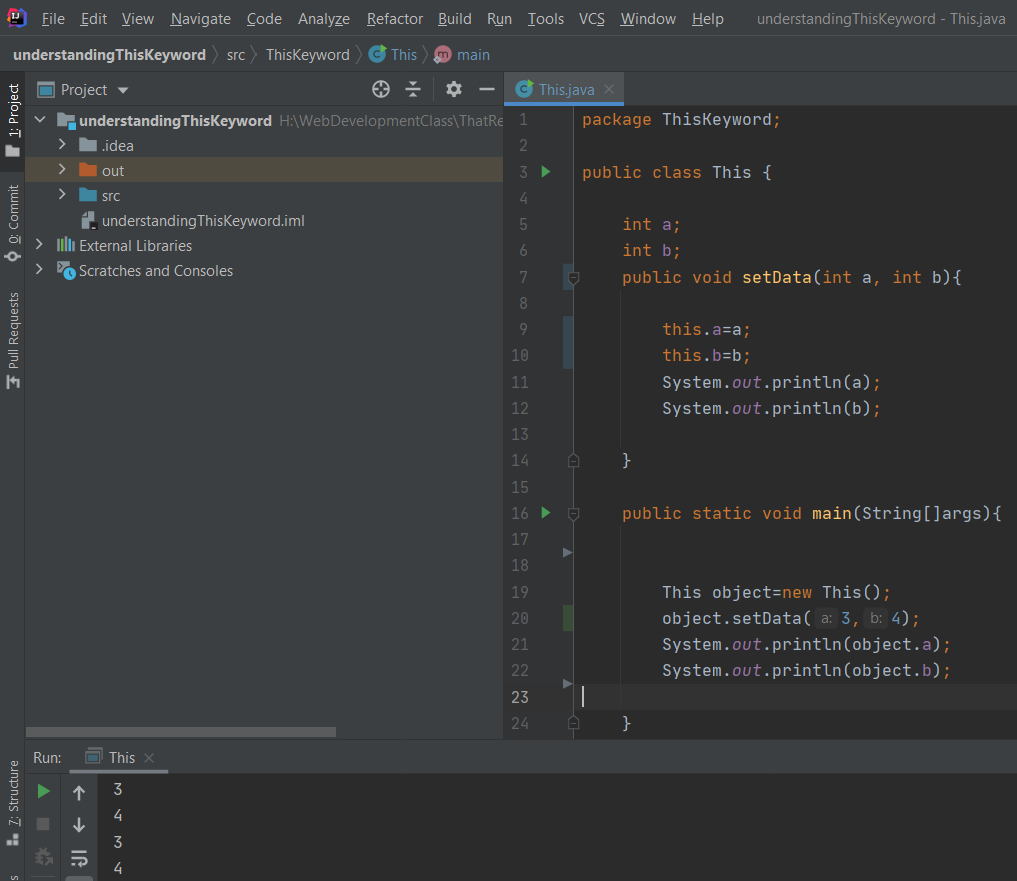 File Edit View Navigate Code Analyze Refactor Build Run Tools VCS Window Help understandingThisKeyword - This.java
understandingThisKeyword src ThisKeyword This main
1: Project
0: Commit
Pull Requests
7: Structure
Project
understandingThisKeyword H:\WebDevelopmentClass\ThatRe
.idea
out
src
understandingThisKeyword.iml
External Libraries
Scratches and Consoles
This.java
1 package ThisKeyword;
2
3 public class This {
4
5 int a;
6 int b;
7 public void setData(int a, int b){
8
9 this.a=a;
10 this.b=b;
11 System.out.println(a);
12 System.out.println(b);
13
14 }
15
16 public static void main(String[]args){
17
18
19 This object=new This();
20 object.setData( a: 3, b: 4);
21 System.out.println(object.a);
22 System.out.println(object.b);
23
24 }
Run: This
3
4
3
4